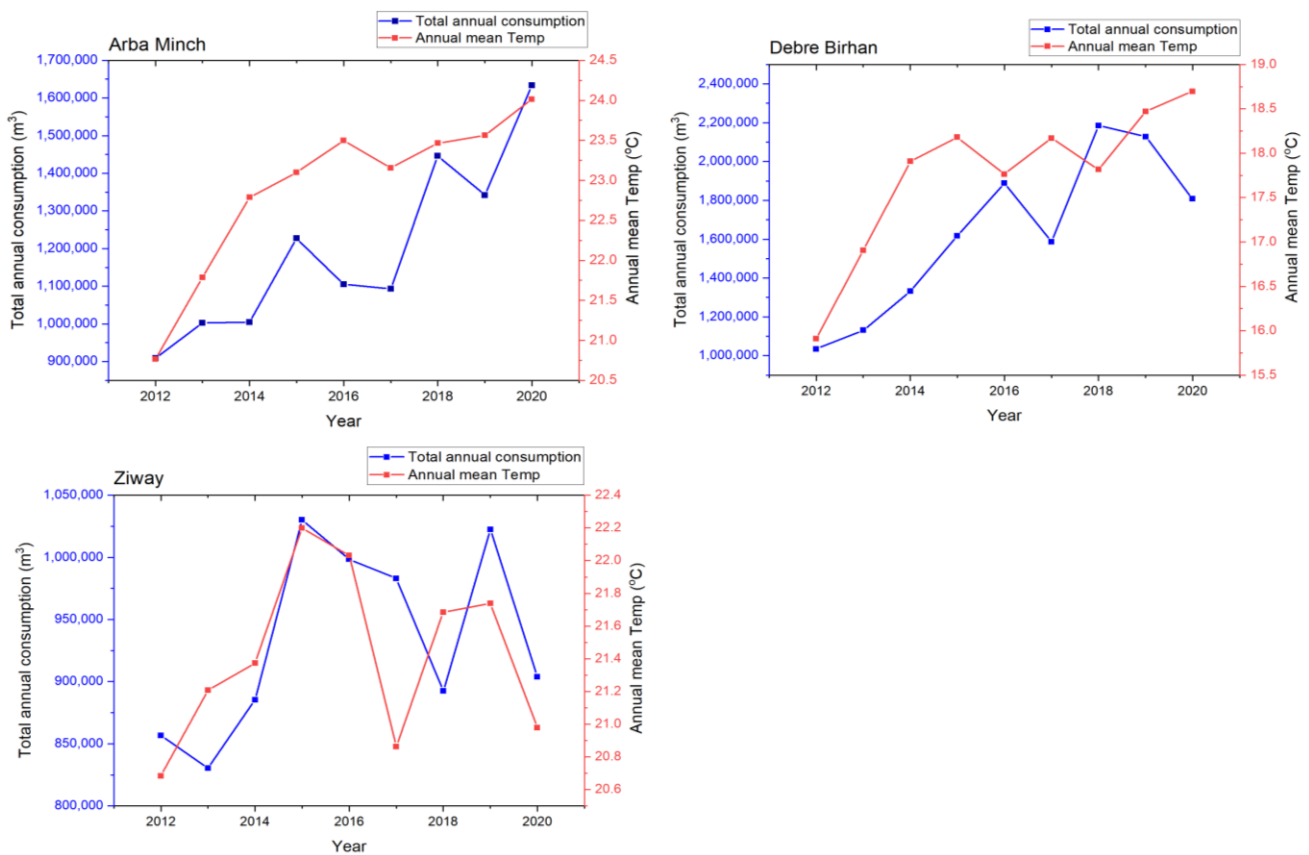 Arba Minch
Total annual consumption
Annual mean Temp
1,700,000
1,600,000
1,500,000
1,400,000
1,300,000
1,200,000
1,100,000
1,000,000
900,000
Total annual consumption (m³)
24.5
24.0
23.5
23.0
22.5
22.0
21.5
21.0
20.5
Annual mean Temp (°C)
2012 2014 2016 2018 2020
Year
Debre Birhan
Total annual consumption
Annual mean Temp
2,400,000
2,200,000
2,000,000
1,800,000
1,600,000
1,400,000
1,200,000
1,000,000
Total annual consumption (m³)
19.0
18.5
18.0
17.5
17.0
16.5
16.0
15.5
Annual mean Temp (°C)
2012 2014 2016 2018 2020
Year
Ziway
Total annual consumption
Annual mean Temp
1,050,000
1,000,000
950,000
900,000
850,000
800,000
Total annual consumption (m³)
22.4
22.2
22.0
21.8
21.6
21.4
21.2
21.0
20.8
20.6
Annual mean Temp (°C)
2012 2014 2016 2018 2020
Year